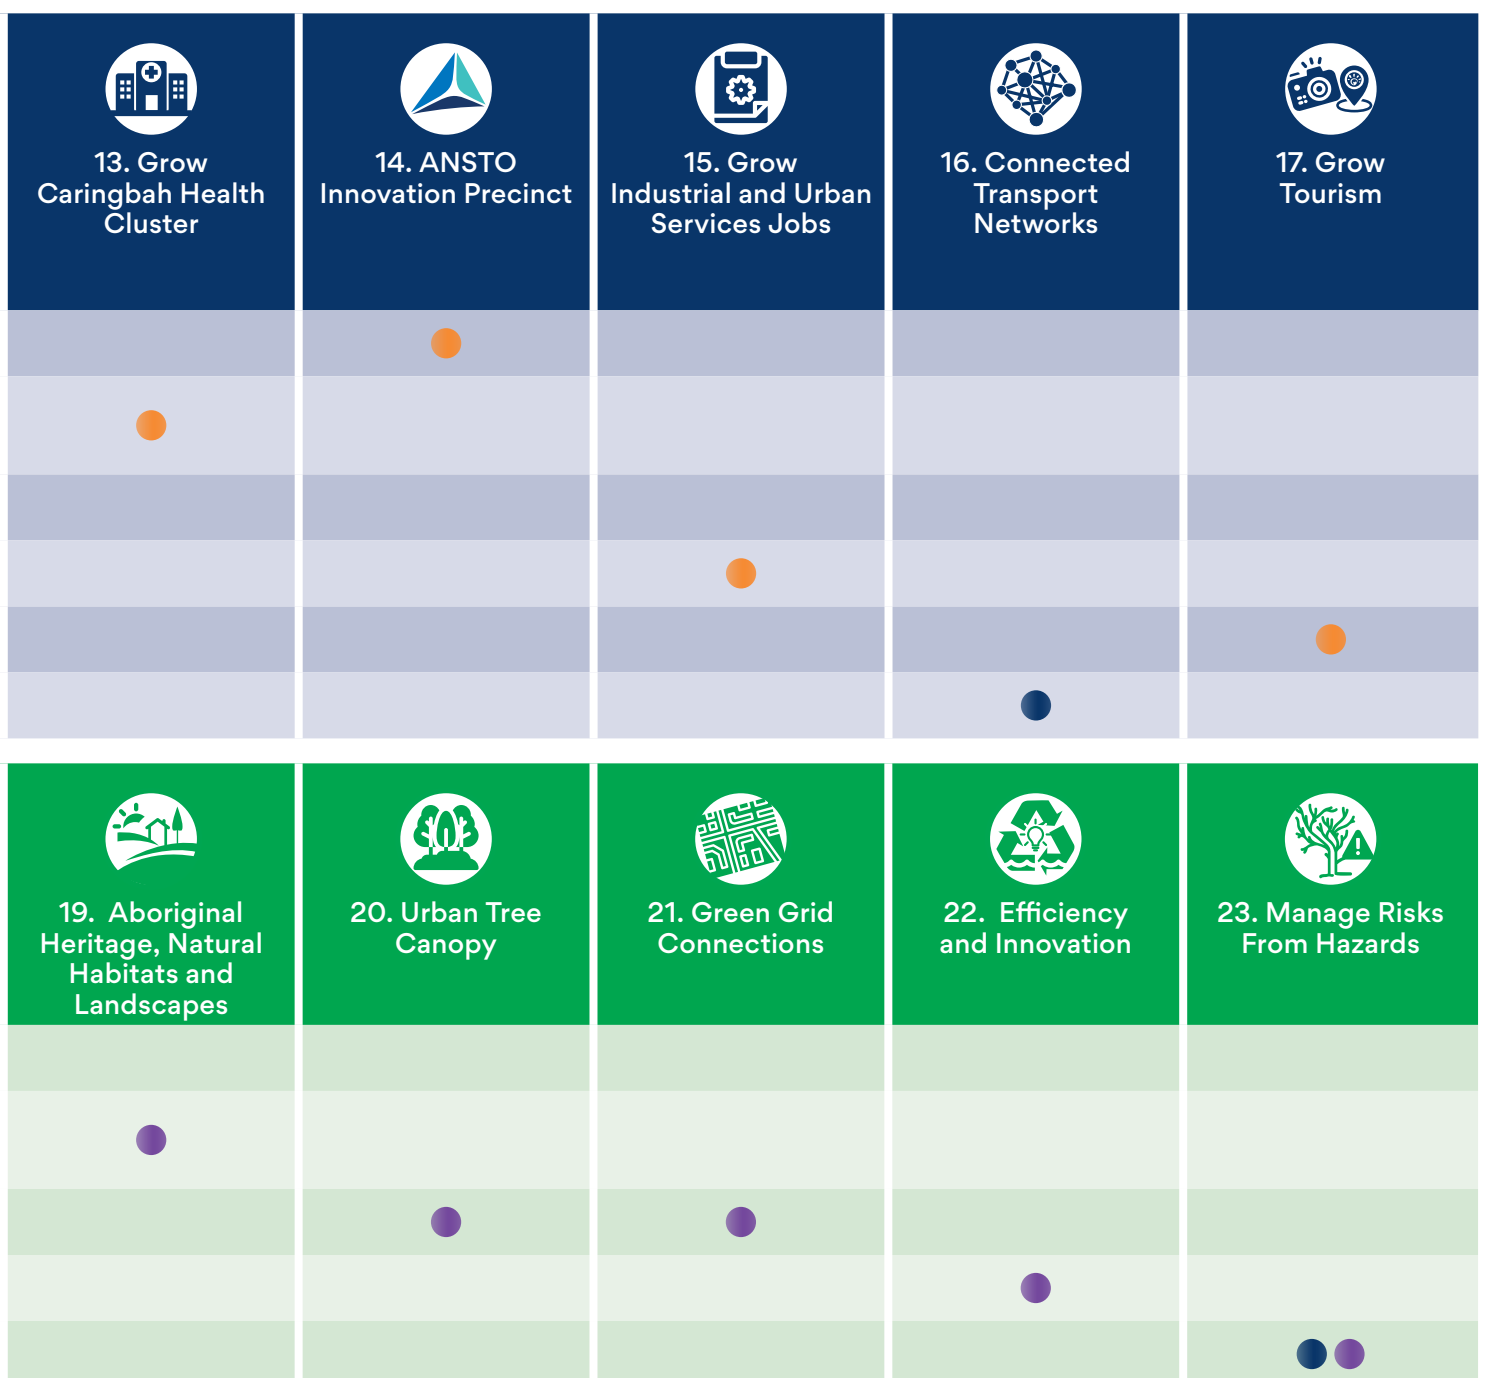 13. Grow
Caringbah Health
Cluster
14. ANSTO
Innovation Precinct
15. Grow
Industrial and Urban
Services Jobs
16. Connected
Transport
Networks
17. Grow
Tourism
19. Aboriginal
Heritage, Natural
Habitats and
Landscapes
20. Urban Tree
Canopy
21. Green Grid
Connections
22. Efficiency
and Innovation
23. Manage Risks
From Hazards